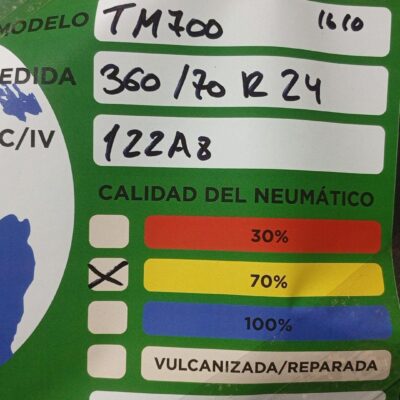 MODELO TM700 1610
EDIDA 360/70 R 24
C/IV 122A8
CALIDAD DEL NEUMÁTICO
30%
X 70%
100%
VULCANIZADA/REPARADA